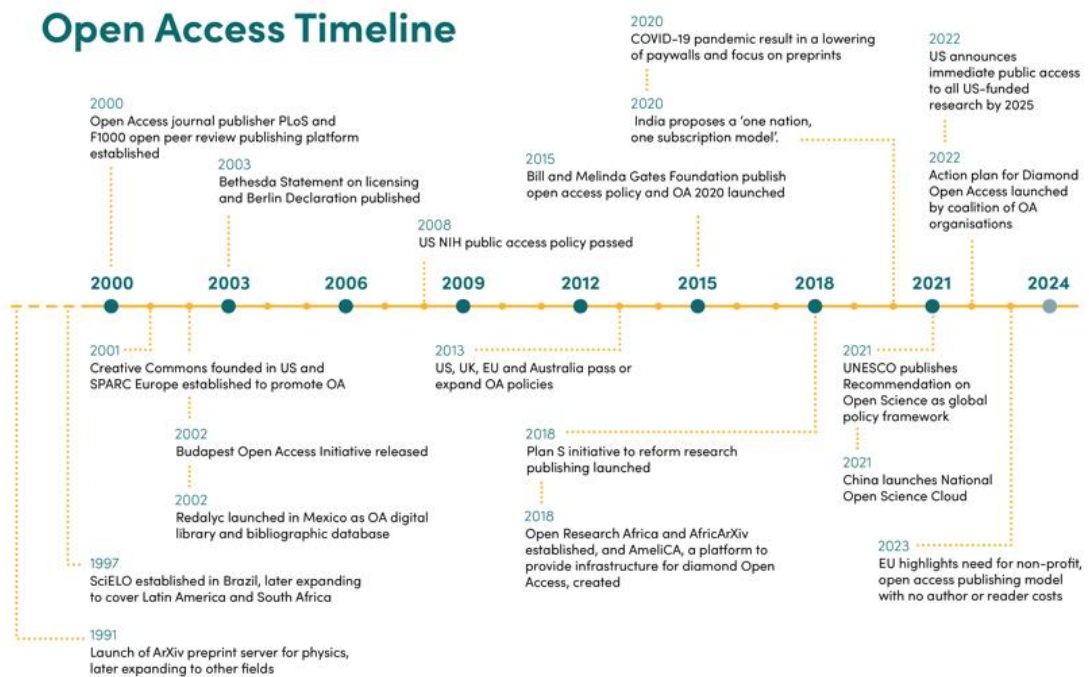 Open Access Timeline
2000
Open Access journal publisher PLoS and
F1000 open peer review publishing platform
established
2003
Bethesda Statement on licensing
and Berlin Declaration published
2008
US NIH public access policy passed
2015
Bill and Melinda Gates Foundation publish
open access policy and OA 2020 launched
2020
COVID-19 pandemic result in a lowering
of paywalls and focus on preprints
2020
India proposes a ‘one nation,
one subscription model’.
2022
US announces
immediate public access
to all US-funded
research by 2025
2022
Action plan for Diamond
Open Access launched
by coalition of OA
organisations
2000 2003 2006 2009 2012 2015 2018 2021 2024
2001
Creative Commons founded in US and
SPARC Europe established to promote OA
2002
Budapest Open Access Initiative released
2002
Redalyc launched in Mexico as OA digital
library and bibliographic database
1997
SciELO established in Brazil, later expanding
to cover Latin America and South Africa
1991
Launch of ArXiv preprint server for physics,
later expanding to other fields
2013
US, UK, EU and Australia pass or
expand OA policies
2018
Plan S initiative to reform research
publishing launched
2018
Open Research Africa and AfricArXiv
established, and AmeliCA, a platform to
provide infrastructure for diamond Open
Access, created
2021
UNESCO publishes
Recommendation on
Open Science as global
policy framework
2021
China launches National
Open Science Cloud
2023
EU highlights need for non-profit,
open access publishing model
with no author or reader costs